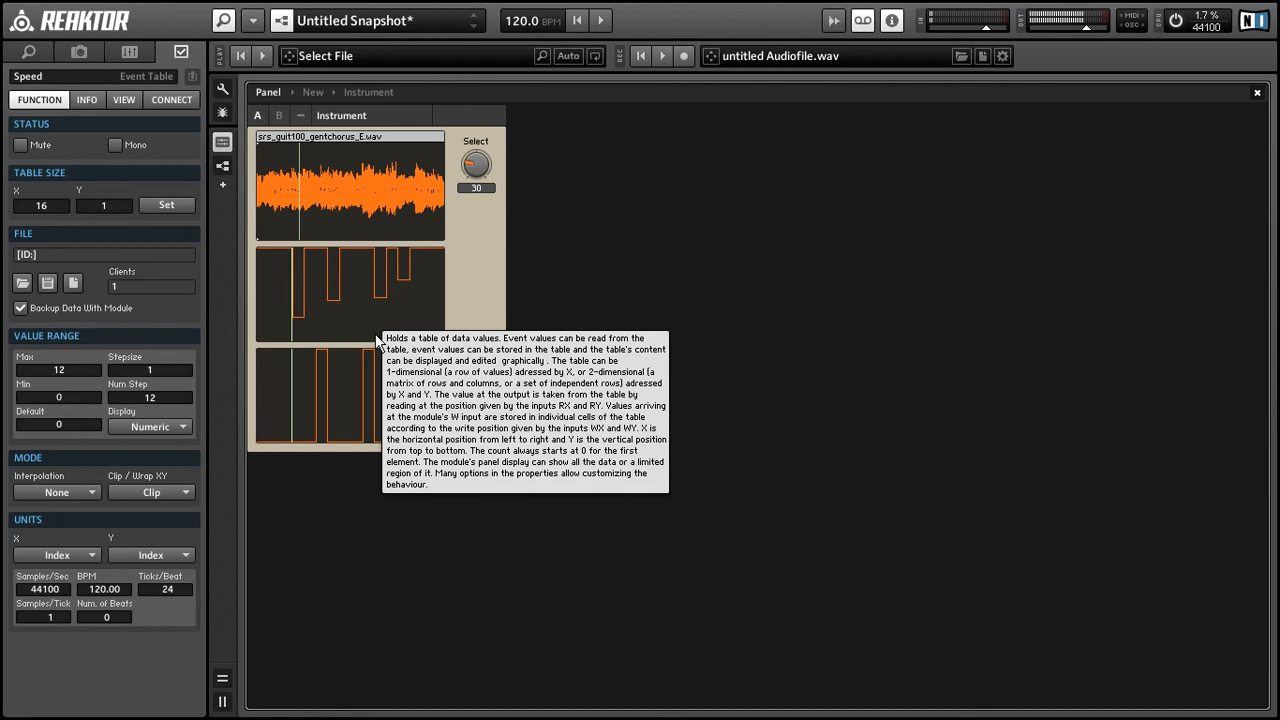 REAKTOR
Untitled Snapshot*
120.0 BPM
IN
OUT
MIDI
OSC
CPU
1.7 %
44100
NI
PLAY
Select File
Auto
REC
untitled Audiofile.wav
Speed
Event Table
FUNCTION
INFO
VIEW
CONNECT
Panel
New
Instrument
A
B
Instrument
STATUS
Mute
Mono
TABLE SIZE
X
Y
16
1
Set
FILE
[ID:]
Clients
1
Backup Data With Module
VALUE RANGE
Max
Stepsize
12
1
Min
Num Step
0
12
Default
Display
0
Numeric
MODE
Interpolation
Clip / Wrap XY
None
Clip
UNITS
X
Y
Index
Index
Samples/Sec
BPM
Ticks/Beat
44100
120.00
24
Samples/Tick
Num. of Beats
1
0
srs_guit100_gentchorus_E.wav
Select
30
Holds a table of data values. Event values can be read from the
table, event values can be stored in the table and the table's content
can be displayed and edited graphically . The table can be
1-dimensional (a row of values) adressed by X, or 2-dimensional (a
matrix of rows and columns, or a set of independent rows) adressed
by X and Y. The value at the output is taken from the table by
reading at the position given by the inputs RX and RY. Values arriving
at the module's W input are stored in individual cells of the table
according to the write position given by the inputs WX and WY. X is
the horizontal position from left to right and Y is the vertical position
from top to bottom. The count always starts at 0 for the first
element. The module's panel display can show all the data or a limited
region of it. Many options in the properties allow customizing the
behaviour.